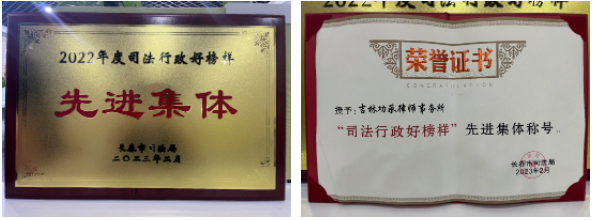 2022年度司法行政好榜样
先进集体
长春市司法局
二〇二三年二月
年度司法行政好榜样
荣誉证书
CONGRATULATION
授予：吉林功承律师事务所
“司法行政好榜样”先进集体称号。
长春市司法局
2023年2月